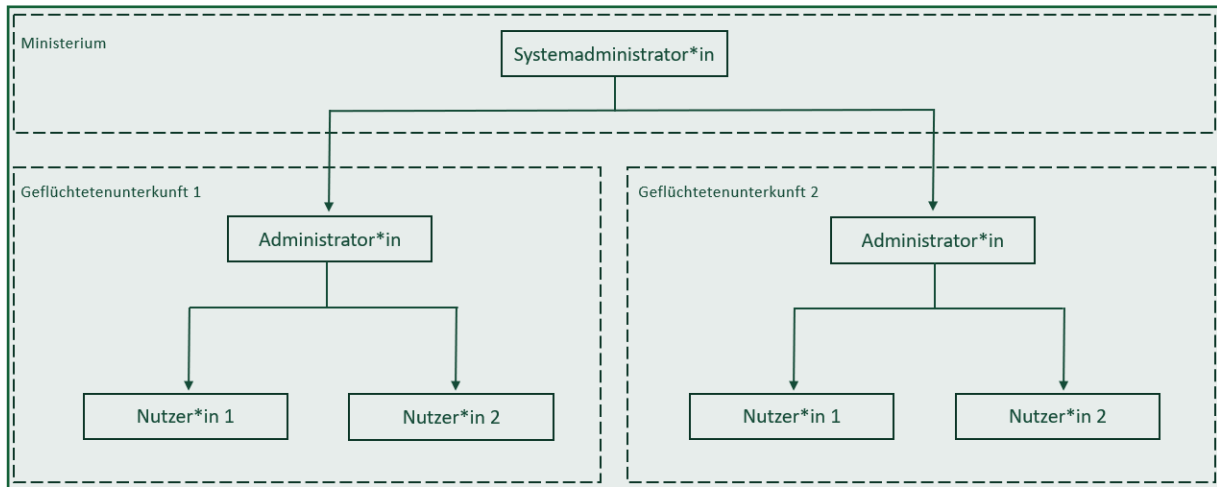 Ministerium
Systemadministrator*in
Geflüchtetenunterkunft 1
Geflüchtetenunterkunft 2
Administrator*in
Administrator*in
Nutzer*in 1
Nutzer*in 2
Nutzer*in 1
Nutzer*in 2